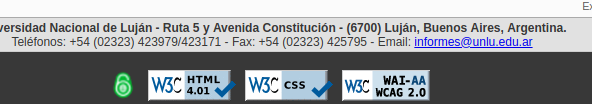 Ex
versidad Nacional de Luján - Ruta 5 y Avenida Constitución - (6700) Luján, Buenos Aires, Argentina.
Teléfonos: +54 (02323) 423979/423171 - Fax: +54 (02323) 425795 - Email: informes@unlu.edu.ar
W3C HTML 4.01 W3C CSS W3C WAI-AA WCAG 2.0